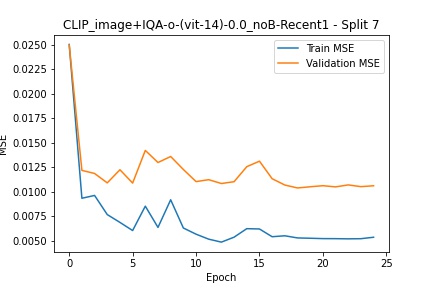 CLIP_image+IQA-o-(vit-14)-0.0_noB-Recent1 - Split 7
Train MSE
Validation MSE
0.0250
0.0225
0.0200
0.0175
0.0150
0.0125
0.0100
0.0075
0.0050
MSE
0 5 10 15 20 25
Epoch